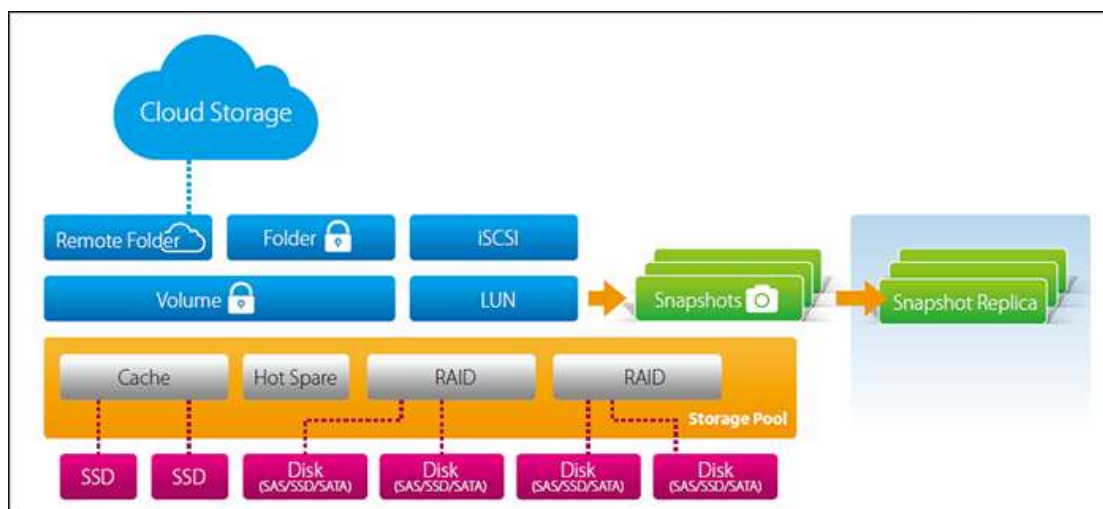 Cloud Storage
Remote Folder
Folder
iSCSI
Volume
LUN
Snapshots
Snapshot Replica
Cache
Hot Spare
RAID
RAID
Storage Pool
SSD
SSD
Disk
(SAS/SSD/SATA)
Disk
(SAS/SSD/SATA)
Disk
(SAS/SSD/SATA)
Disk
(SAS/SSD/SATA)